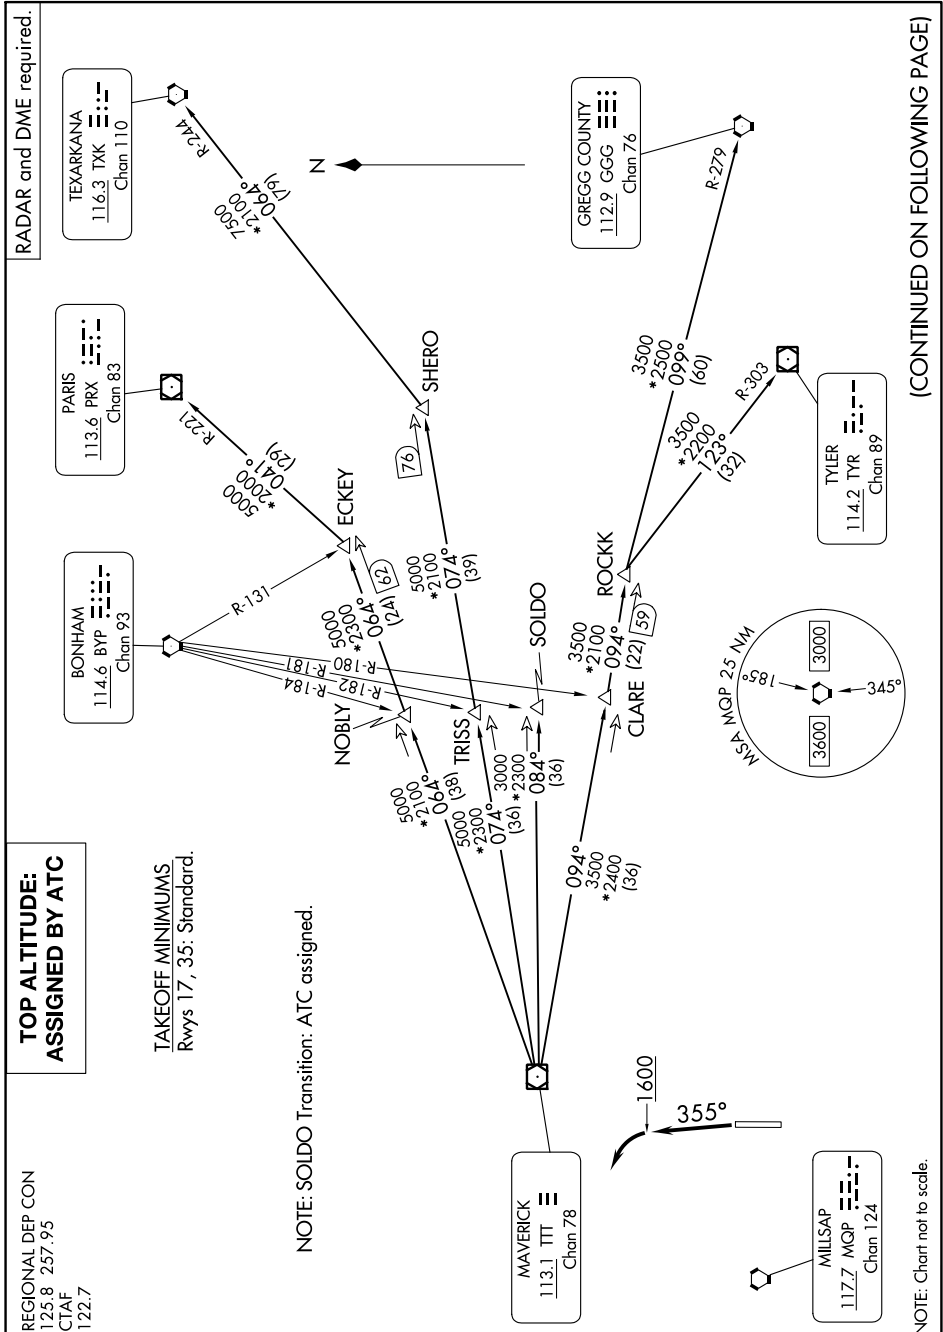 REGIONAL DEP CON
125.8 257.95
CTAF
122.7
TOP ALTITUDE:
ASSIGNED BY ATC
RADAR and DME required.
TAKEOFF MINIMUMS
Rwys 17, 35: Standard.
NOTE: SOLDO Transition: ATC assigned.
BONHAM
114.6 BYP
Chan 93
PARIS
113.6 PRX
Chan 83
TEXARKANA
116.3 TXK
Chan 110
R-244
7500
*2100
064°
(79)
N
R-221
5000
*2000
041°
(29)
R-131
R-184
R-181
R-182
R-180
ECKEY
62
5000
*2300
064°
(24)
NOBLY
5000
*2100
064°
(38)
SHERO
76
5000
*2100
074°
(39)
TRISS
5000
*2300
074°
(36)
SOLDO
3000
*2300
084°
(36)
CLARE
094°
3500
*2400
(36)
ROCKK
59
3500
*2100
094°
(22)
3500
*2500
099°
(60)
R-279
GREGG COUNTY
112.9 GGG
Chan 76
3500
*2200
123°
(32)
R-303
TYLER
114.2 TYR
Chan 89
MAVERICK
113.1 TTT
Chan 78
1600
355°
MSA MQP 25 NM
185°
345°
3600
3000
MILLSAP
117.7 MQP
Chan 124
NOTE: Chart not to scale.
(CONTINUED ON FOLLOWING PAGE)